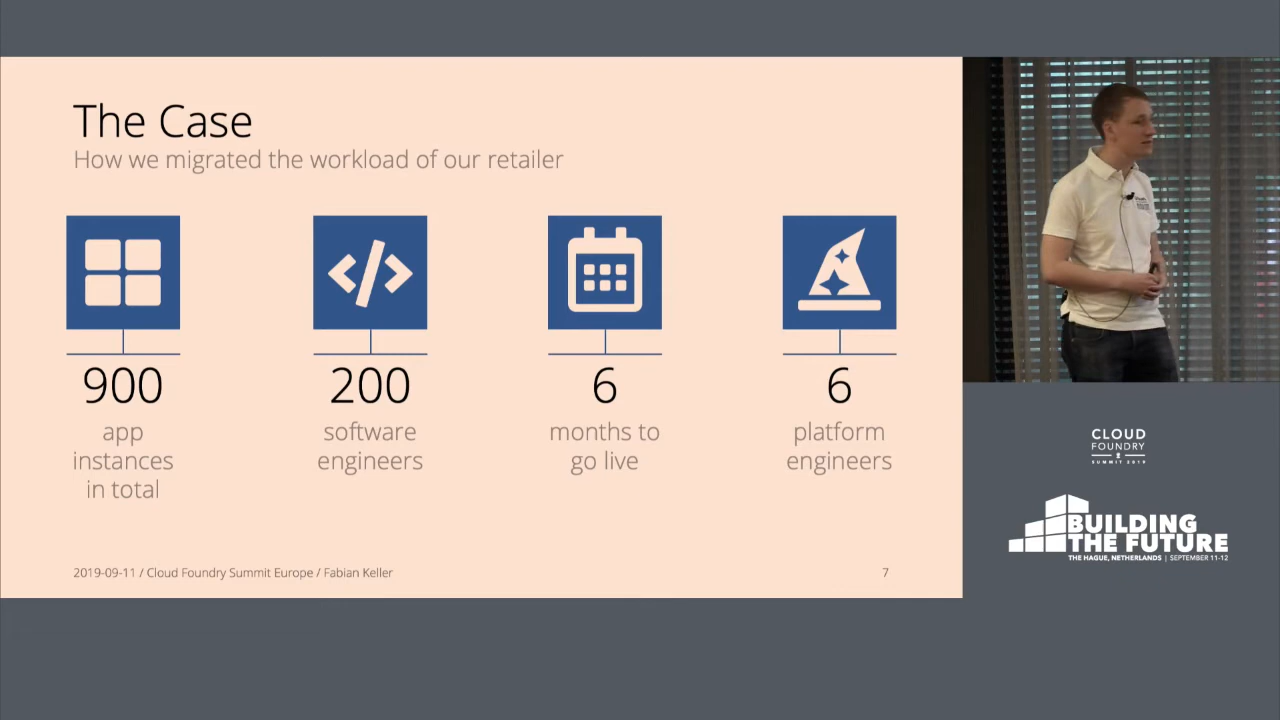 The Case
How we migrated the workload of our retailer
900
app
instances
in total
200
software
engineers
6
months to
go live
6
platform
engineers
2019-09-11 / Cloud Foundry Summit Europe / Fabian Keller
7
CLOUD
FOUNDRY
SUMMIT 2019
BUILDING
THE FUTURE
THE HAGUE, NETHERLANDS | SEPTEMBER 11-12